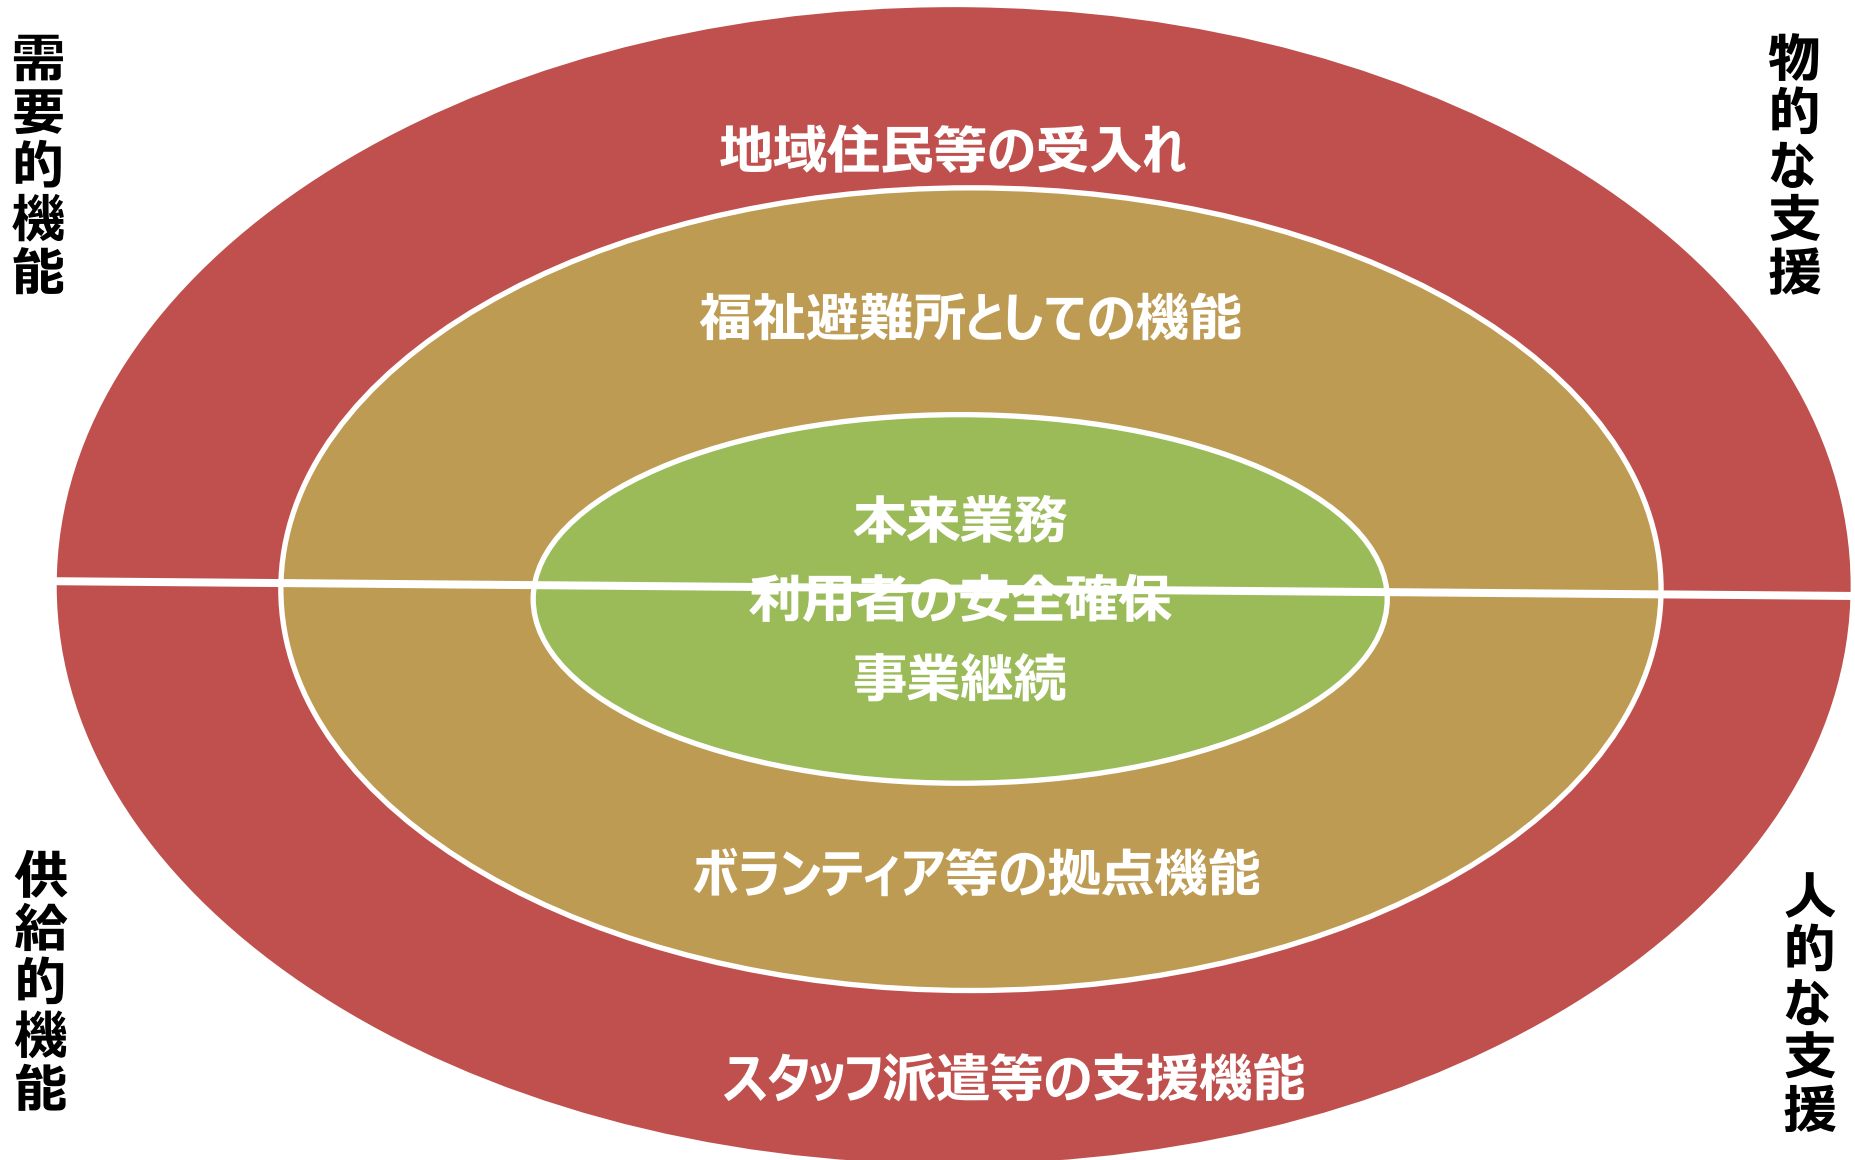 需要的機能
物的な支援
地域住民等の受入れ
福祉避難所としての機能
本来業務
利用者の安全確保
事業継続
ボランティア等の拠点機能
スタッフ派遣等の支援機能
供給的機能
人的な支援